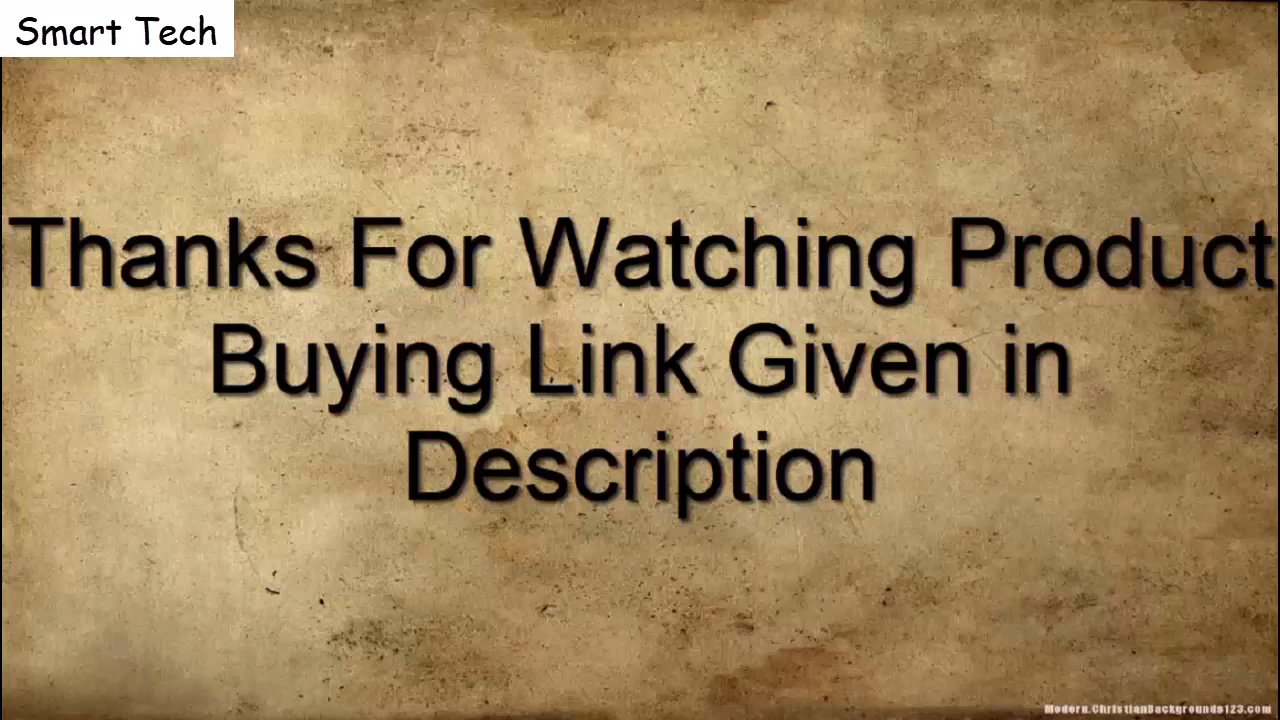 Smart Tech
Thanks For Watching Product
Buying Link Given in
Description
Modern.ChristianBackgrounds123.com